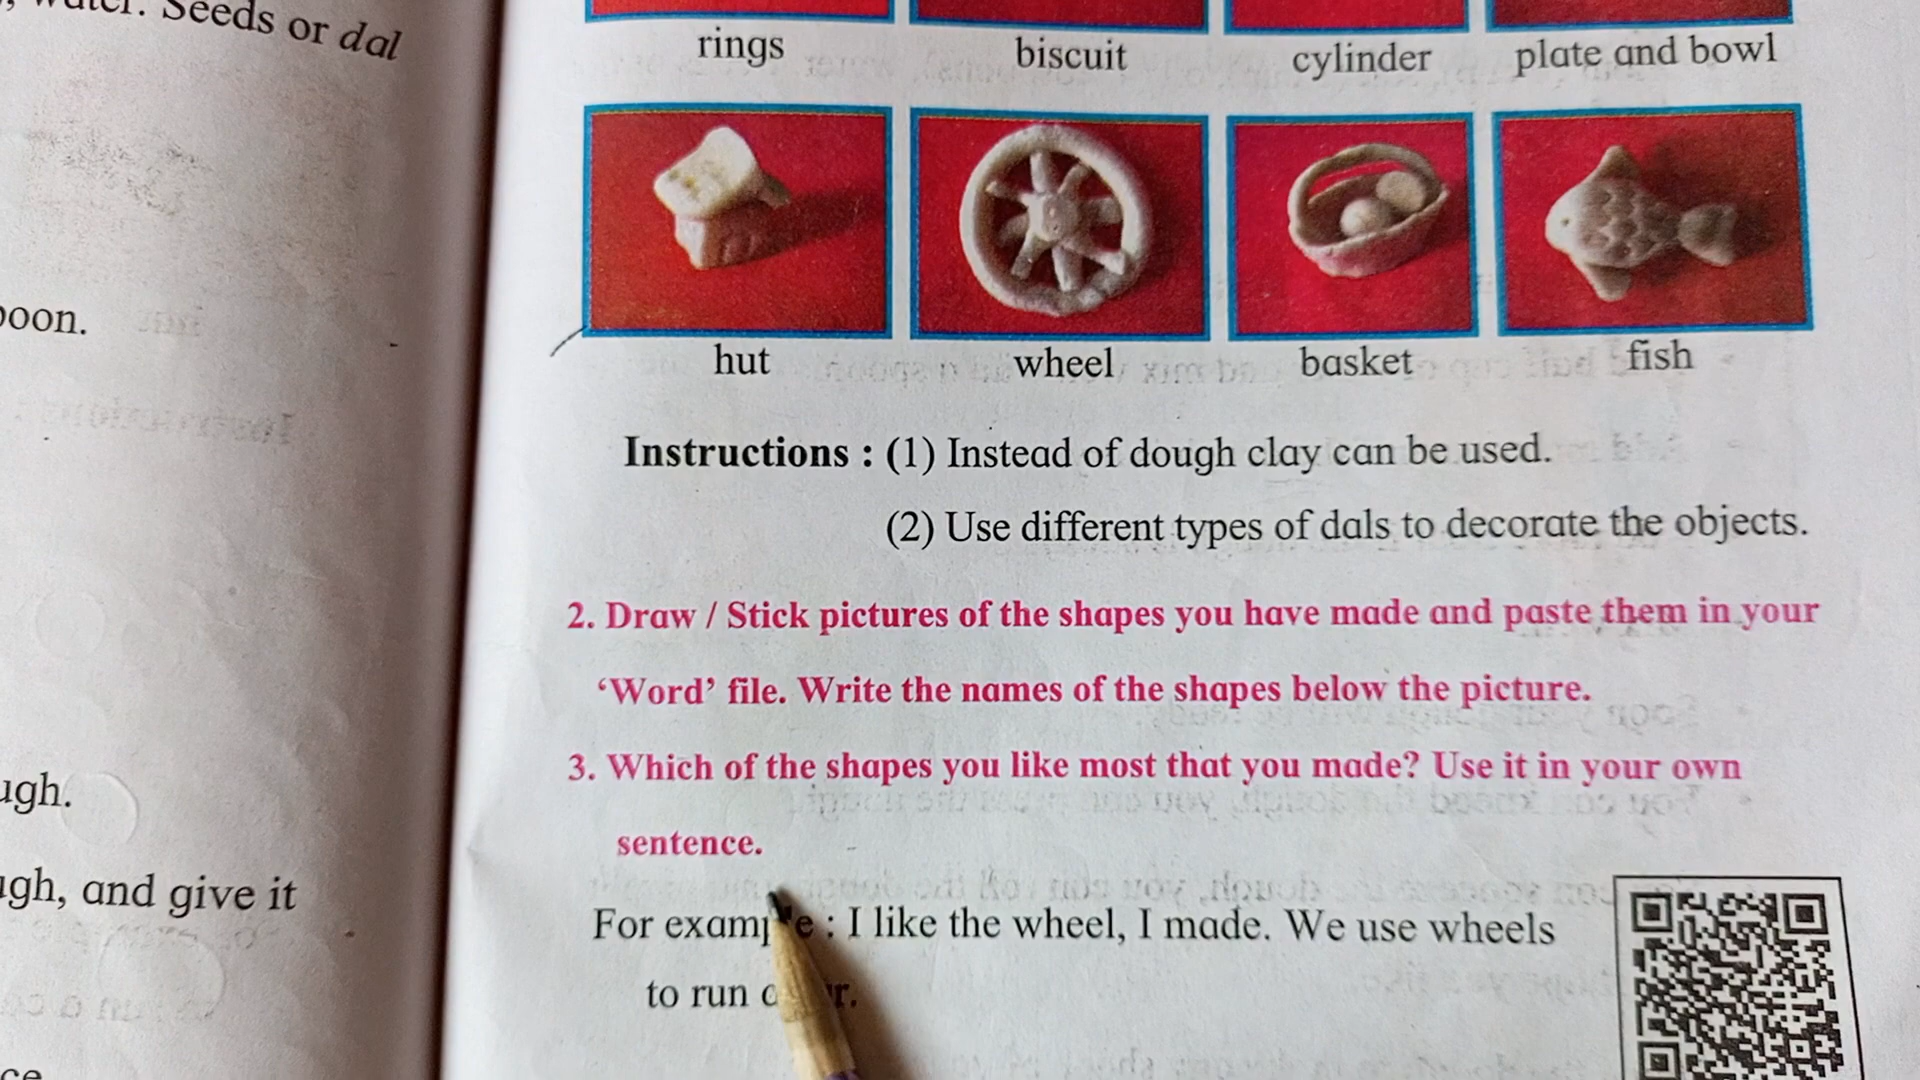 water. Seeds or dal
spoon.
and give it
rings biscuit cylinder plate and bowl
hut wheel basket fish
Instructions : (1) Instead of dough clay can be used.
(2) Use different types of dals to decorate the objects.
2. Draw / Stick pictures of the shapes you have made and paste them in your
‘Word’ file. Write the names of the shapes below the picture.
3. Which of the shapes you like most that you made? Use it in your own
sentence.
For example : I like the wheel, I made. We use wheels
to run